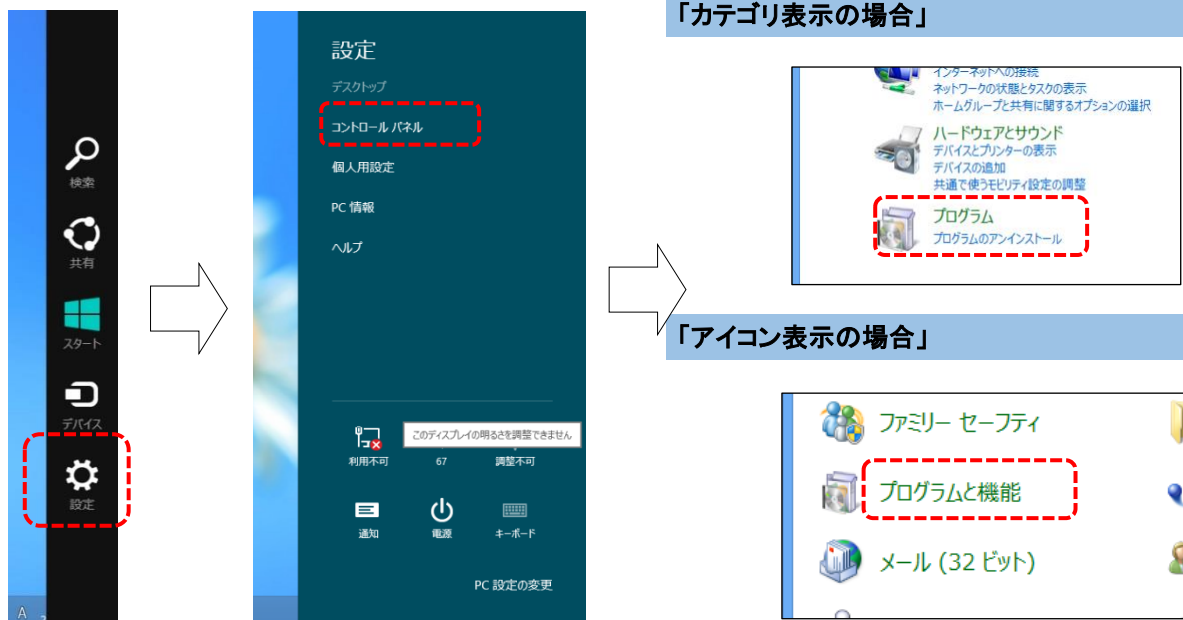 検索
共有
スタート
デバイス
設定
A
設定
デスクトップ
コントロール パネル
個人用設定
PC 情報
ヘルプ
このディスプレイの明るさを調整できません
利用不可
67
調整不可
通知
電源
キーボード
PC 設定の変更
「カテゴリ表示の場合」
インターネットへの接続
ネットワークの状態とタスクの表示
ホームグループと共有に関するオプションの選択
ハードウェアとサウンド
デバイスとプリンターの表示
デバイスの追加
共通で使うモビリティ設定の調整
プログラム
プログラムのアンインストール
「アイコン表示の場合」
ファミリー セーフティ
プログラムと機能
メール (32 ビット)